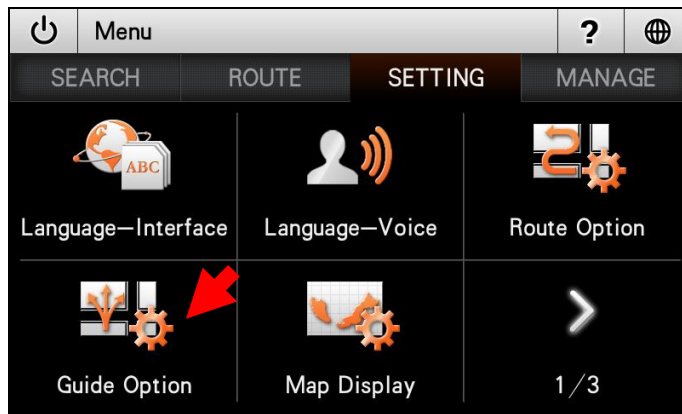 Menu ?
SEARCH ROUTE SETTING MANAGE
ABC
Language—Interface Language—Voice Route Option
Guide Option Map Display 1/3